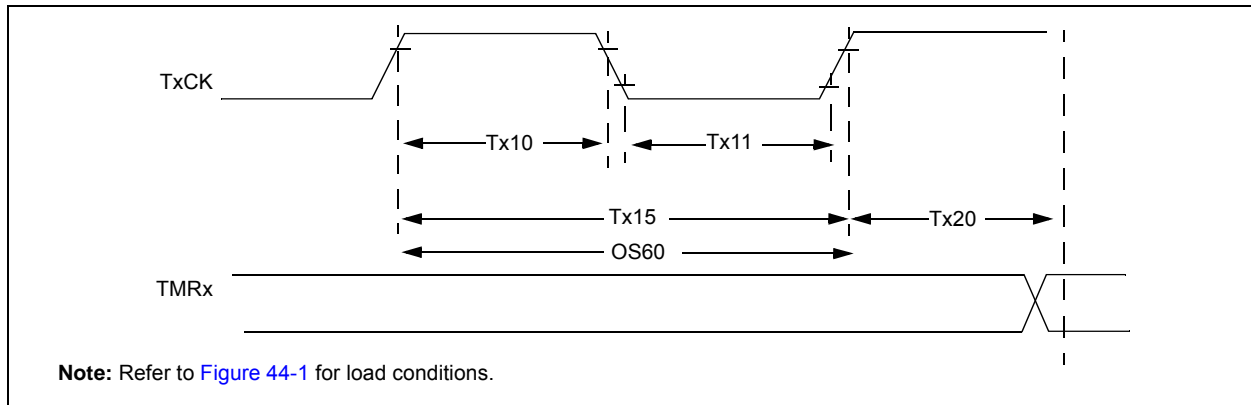 TxCK
Tx10
Tx11
Tx15
Tx20
OS60
TMRx
Note: Refer to Figure 44-1 for load conditions.